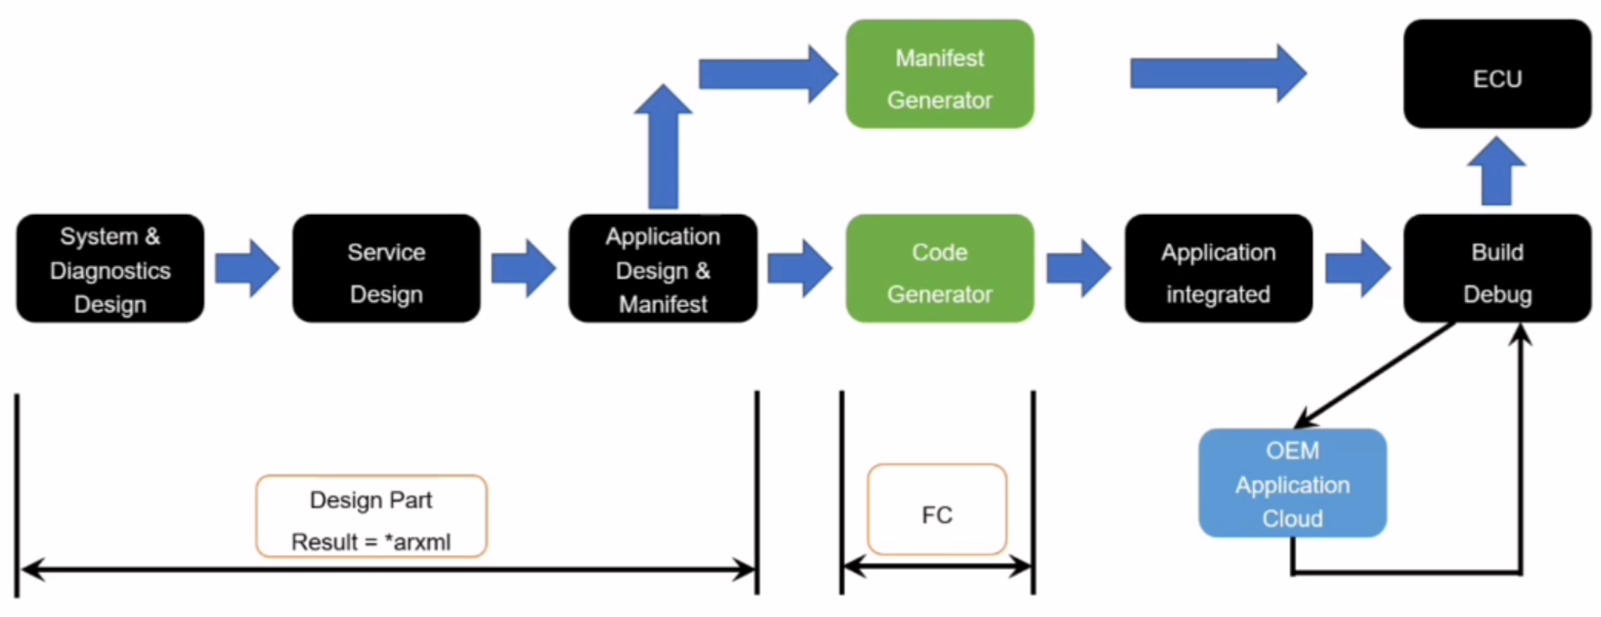 Manifest
Generator
ECU
System &
Diagnostics
Design
Service
Design
Application
Design &
Manifest
Code
Generator
Application
integrated
Build
Debug
Design Part
Result = *arxml
FC
OEM
Application
Cloud